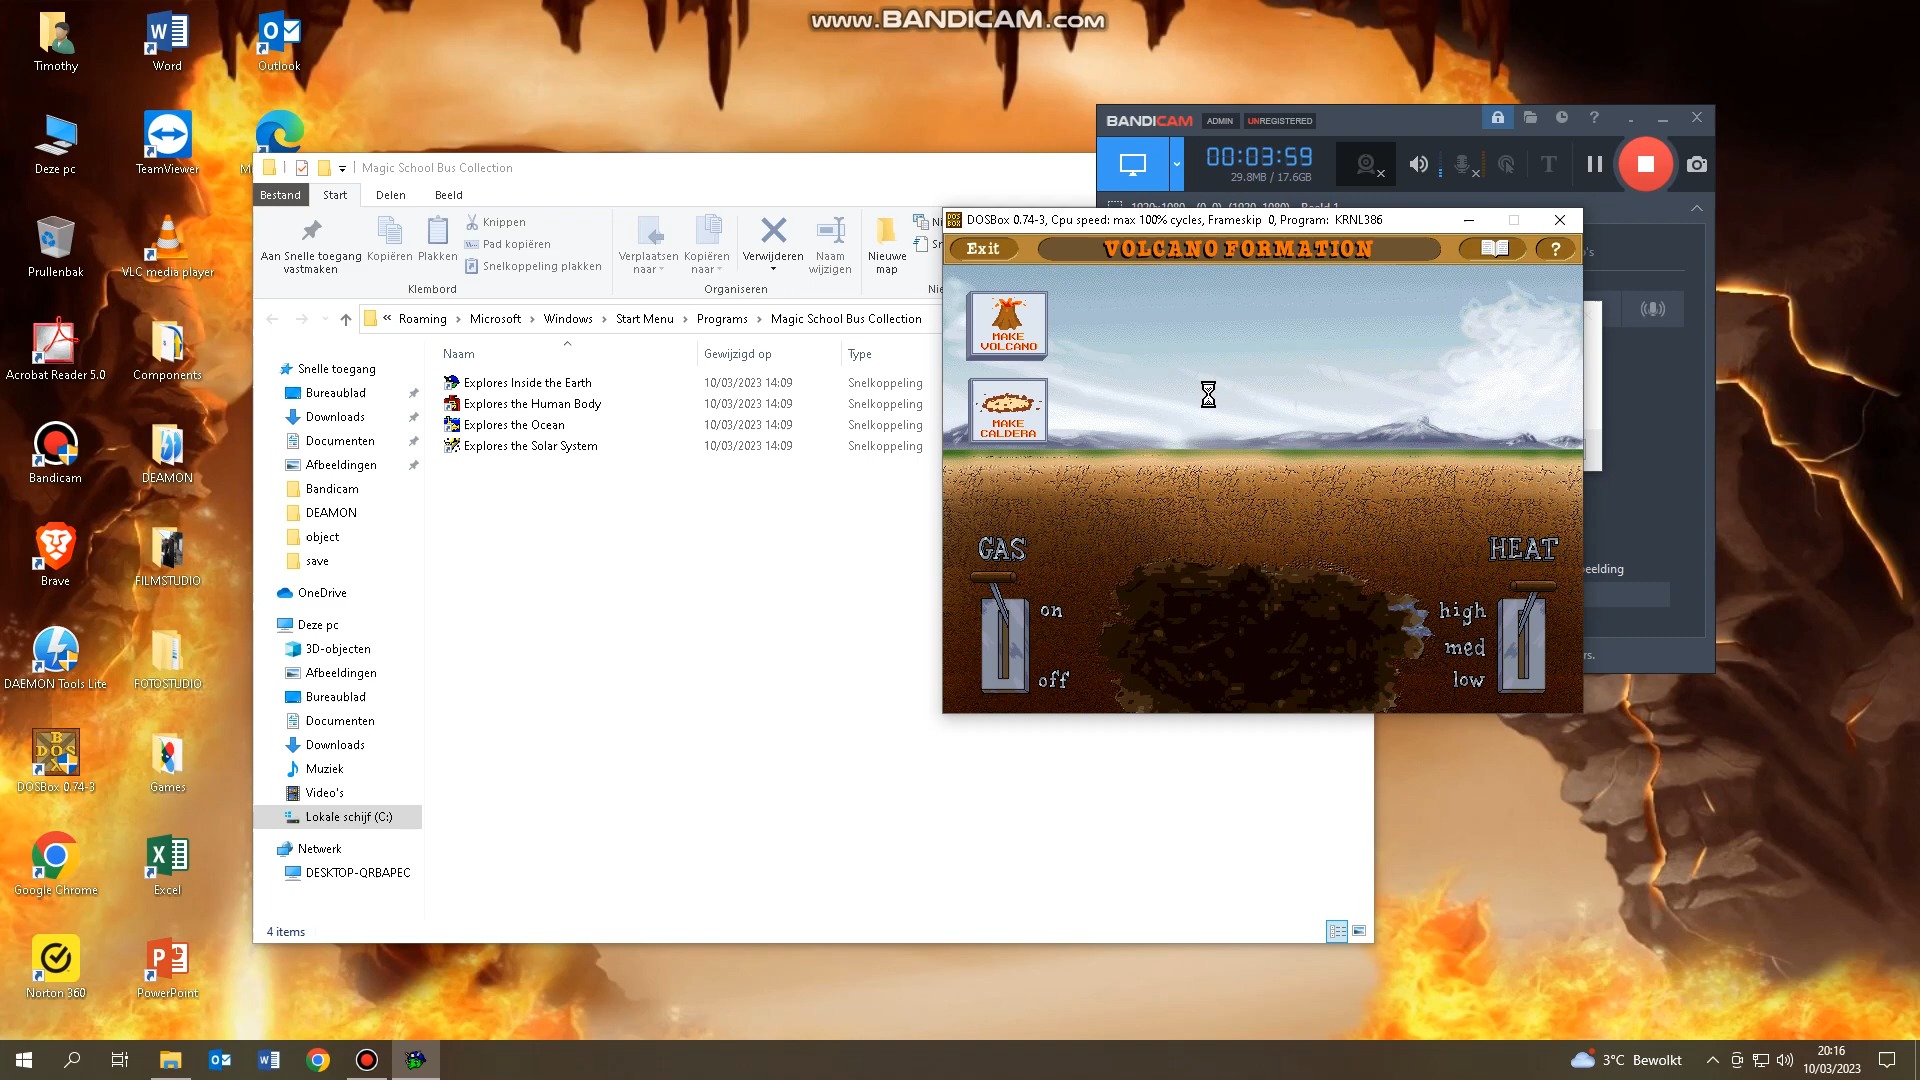 www.BANDICAM.com
Timothy
Word
Outlook
Deze pc
TeamViewer
Prullenbak
VLC media player
Acrobat Reader 5.0
Components
Bandicam
DEAMON
Brave
FILMSTUDIO
DAEMON Tools Lite
FOTOSTUDIO
DOSBox 0.74-3
Games
Google Chrome
Excel
Norton 360
PowerPoint
Magic School Bus Collection
Bestand
Start
Delen
Beeld
Aan Snelle toegang
vastmaken
Kopiëren
Plakken
Knippen
Pad kopiëren
Snelkoppeling plakken
Klembord
Verplaatsen
naar
Kopiëren
naar
Verwijderen
Naam
wijzigen
Organiseren
Nieuwe
map
« Roaming > Microsoft > Windows > Start Menu > Programs > Magic School Bus Collection
Naam
Gewijzigd op
Type
Explores Inside the Earth 10/03/2023 14:09 Snelkoppeling
Explores the Human Body 10/03/2023 14:09 Snelkoppeling
Explores the Ocean 10/03/2023 14:09 Snelkoppeling
Explores the Solar System 10/03/2023 14:09 Snelkoppeling
Snelle toegang
Bureaublad
Downloads
Documenten
Afbeeldingen
Bandicam
DEAMON
object
save
OneDrive
Deze pc
3D-objecten
Afbeeldingen
Bureaublad
Documenten
Downloads
Muziek
Video's
Lokale schijf (C:)
Netwerk
DESKTOP-QRBAPEC
4 items
BANDICAM ADMIN UNREGISTERED
00:03:59
29.8MB / 17.6GB
DOSBox 0.74-3, Cpu speed: max 100% cycles, Frameskip 0, Program: KRNL386
Exit
VOLCANO FORMATION
?
MAKE
VOLCANO
MAKE
CALDERA
GAS
on
off
HEAT
high
med
low
3°C Bewolkt
20:16
10/03/2023